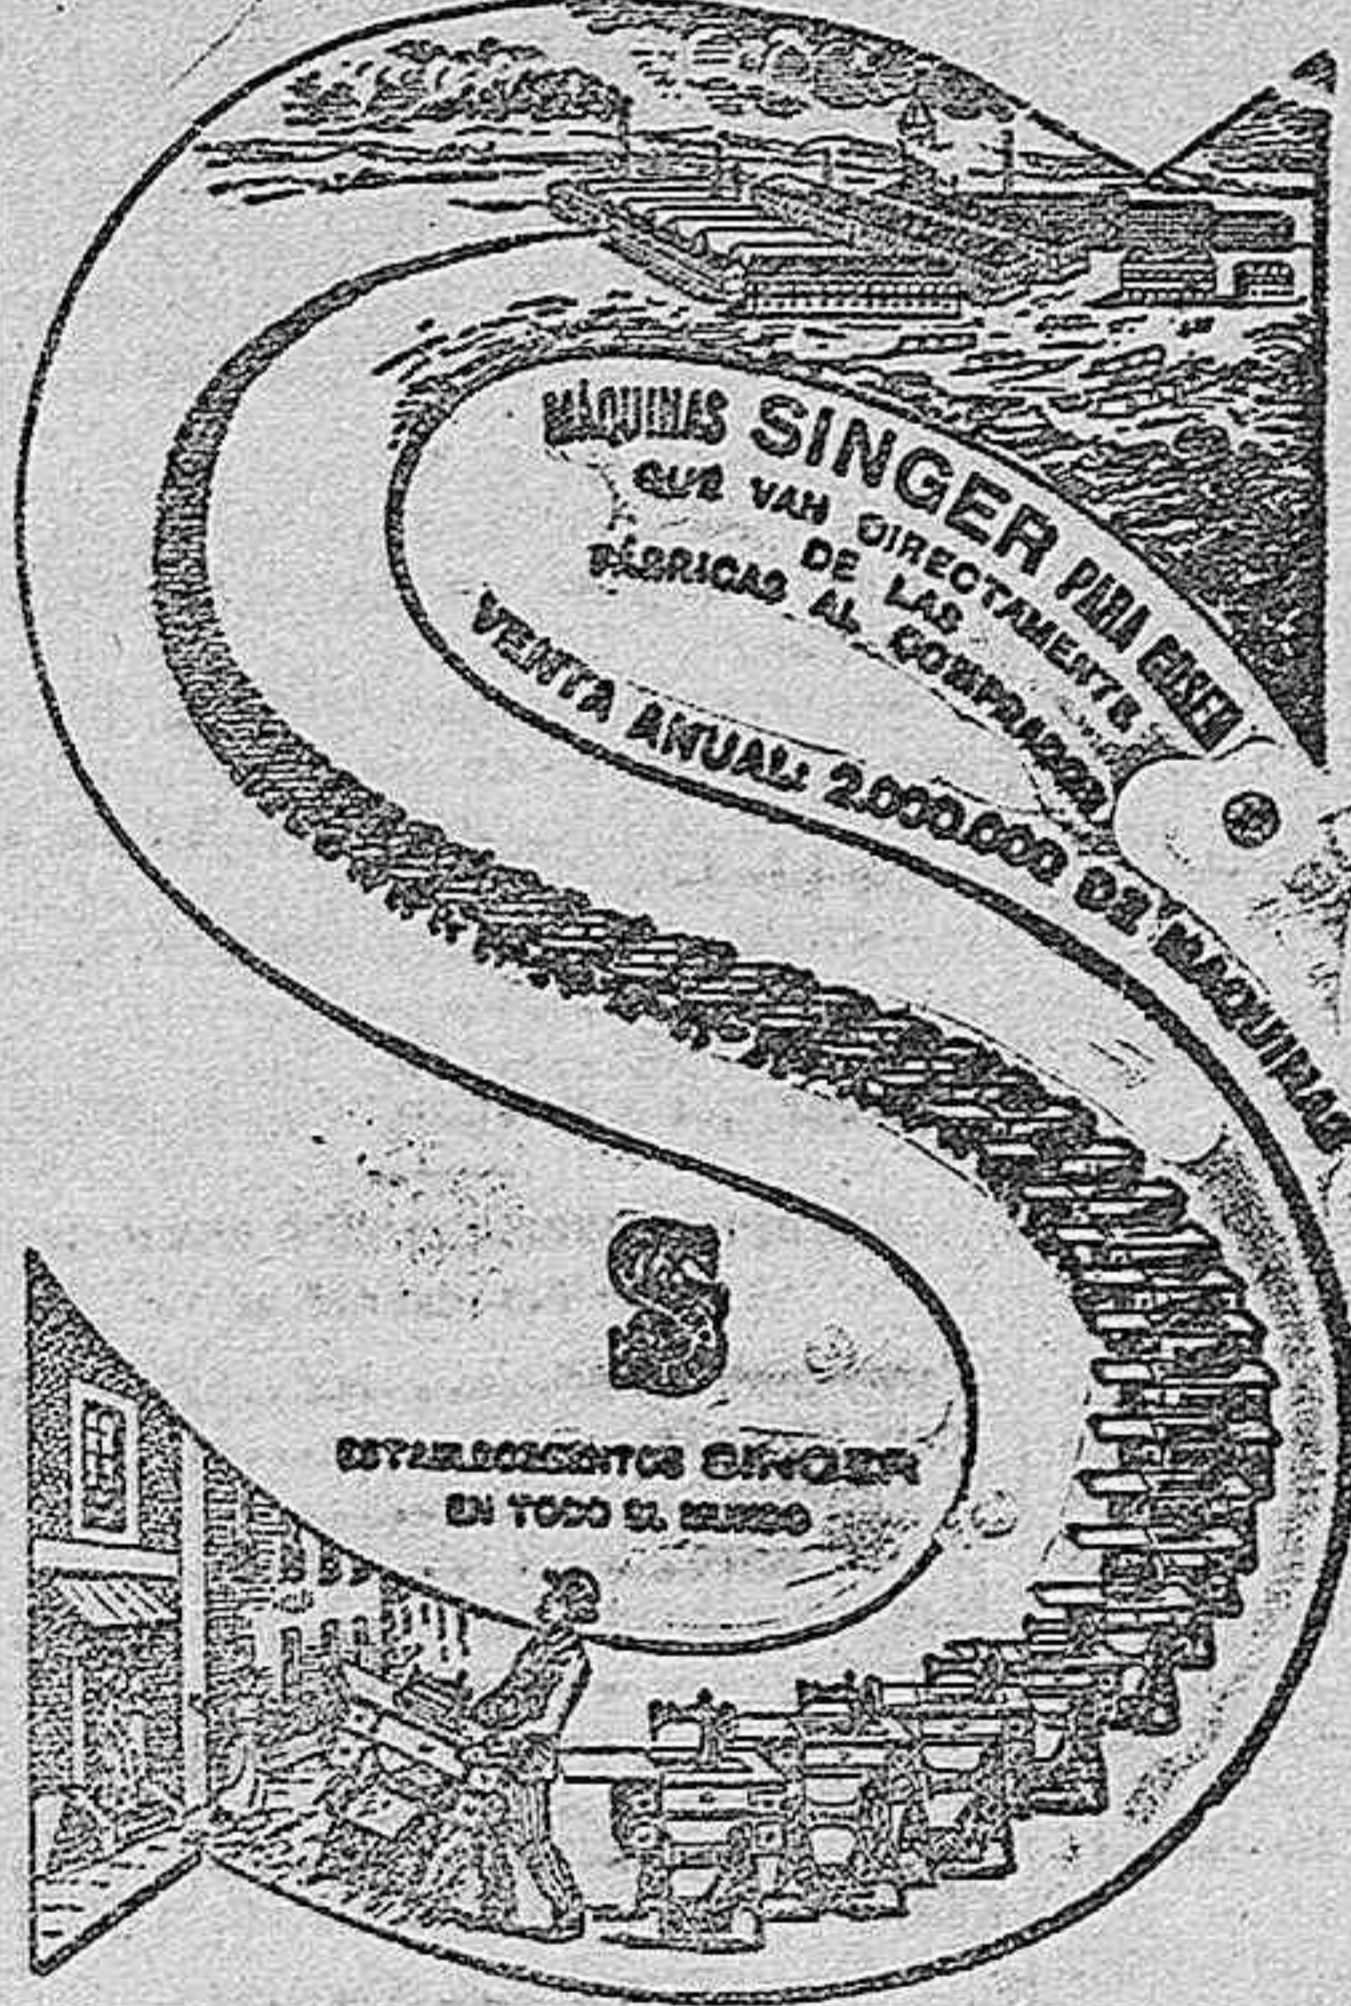 MÁQUINAS SINGER PARA COSER
QUE VAN DIRECTAMENTE
DE LAS
FÁBRICAS AL COMPRADOR
VENTA ANUAL: 2.000.000 DE MAQUINAS
S
ESTABLECIMIENTOS SINGER
EN TODO EL MUNDO